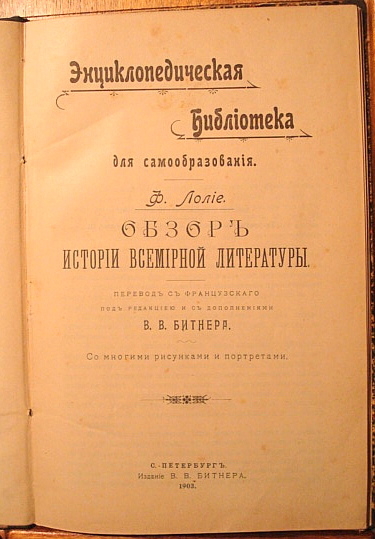 Энциклопедическая
Библіотека
для самообразованія.
Ф. Лоліе.
ОБЗОРЪ
ИСТОРІИ ВСЕМІРНОЙ ЛИТЕРАТУРЫ.
ПЕРЕВОДЪ СЪ ФРАНЦУЗСКАГО
ПОДЪ РЕДАКЦІЕЮ И СЪ ДОПОЛНЕНІЯМИ
В. В. БИТНЕРА.
Со многими рисунками и портретами.
С.-ПЕТЕРБУРГЪ.
Изданіе В. В. БИТНЕРА.
1903.